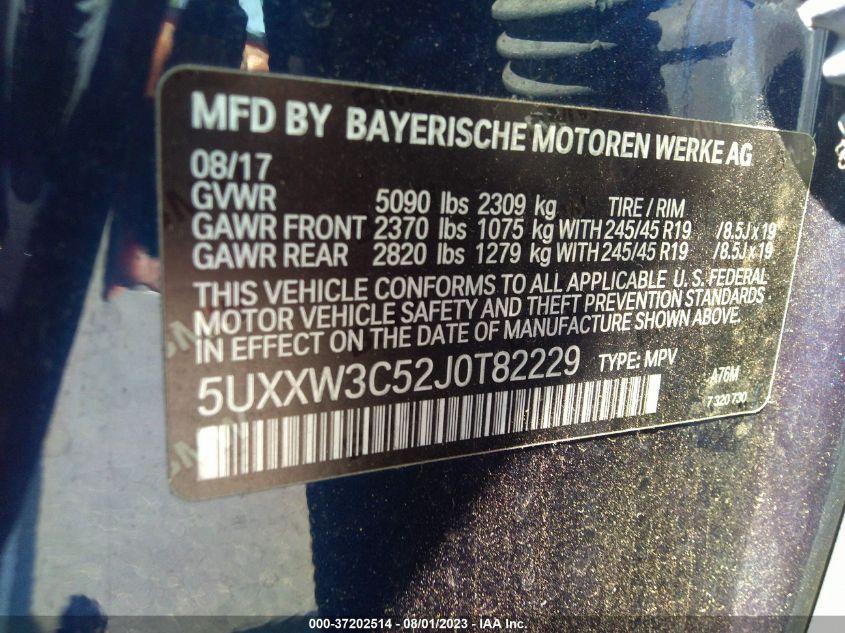 MFD BY BAYERISCHE MOTOREN WERKE AG
08/17
GVWR 5090 lbs 2309 kg TIRE / RIM
GAWR FRONT 2370 lbs 1075 kg WITH 245/45 R19 /8.5J x 19
GAWR REAR 2820 lbs 1279 kg WITH 245/45 R19 /8.5J x 19
THIS VEHICLE CONFORMS TO ALL APPLICABLE U. S. FEDERAL
MOTOR VEHICLE SAFETY AND THEFT PREVENTION STANDARDS
IN EFFECT ON THE DATE OF MANUFACTURE SHOWN ABOVE.
5UXXW3C52J0T82229 TYPE: MPV A76M
7 320 730
000-37202514 - 08/01/2023 - IAA Inc.